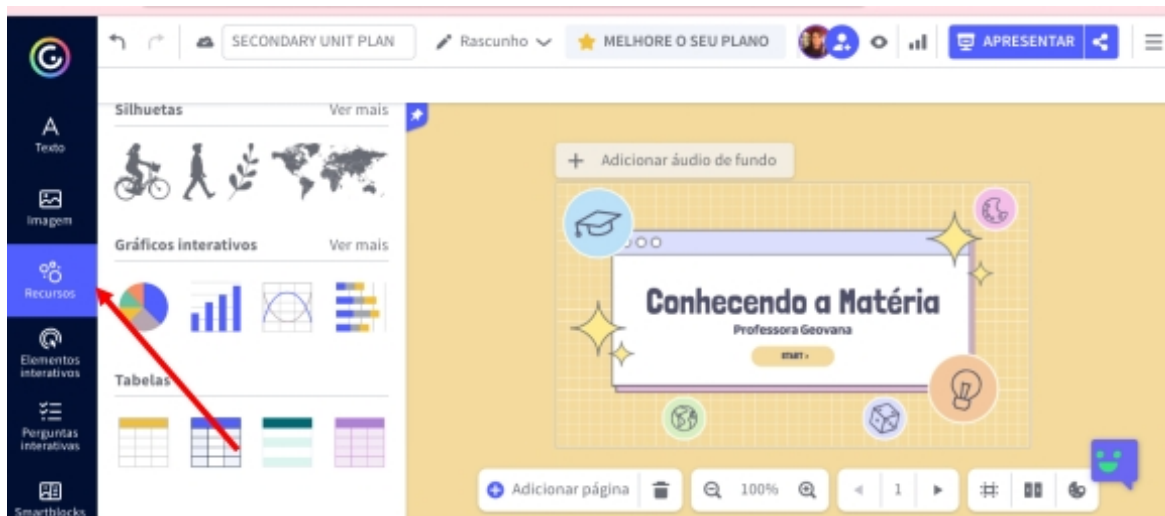 SECONDARY UNIT PLAN
Rascunho
MELHORE O SEU PLANO
APRESENTAR
Texto
Imagem
Recursos
Elementos
interativos
Perguntas
interativas
Smartblocks
Silhuetas Ver mais
Gráficos interativos Ver mais
Tabelas
+ Adicionar áudio de fundo
Conhecendo a Matéria
Professora Geovana
START >
Adicionar página
100%
1